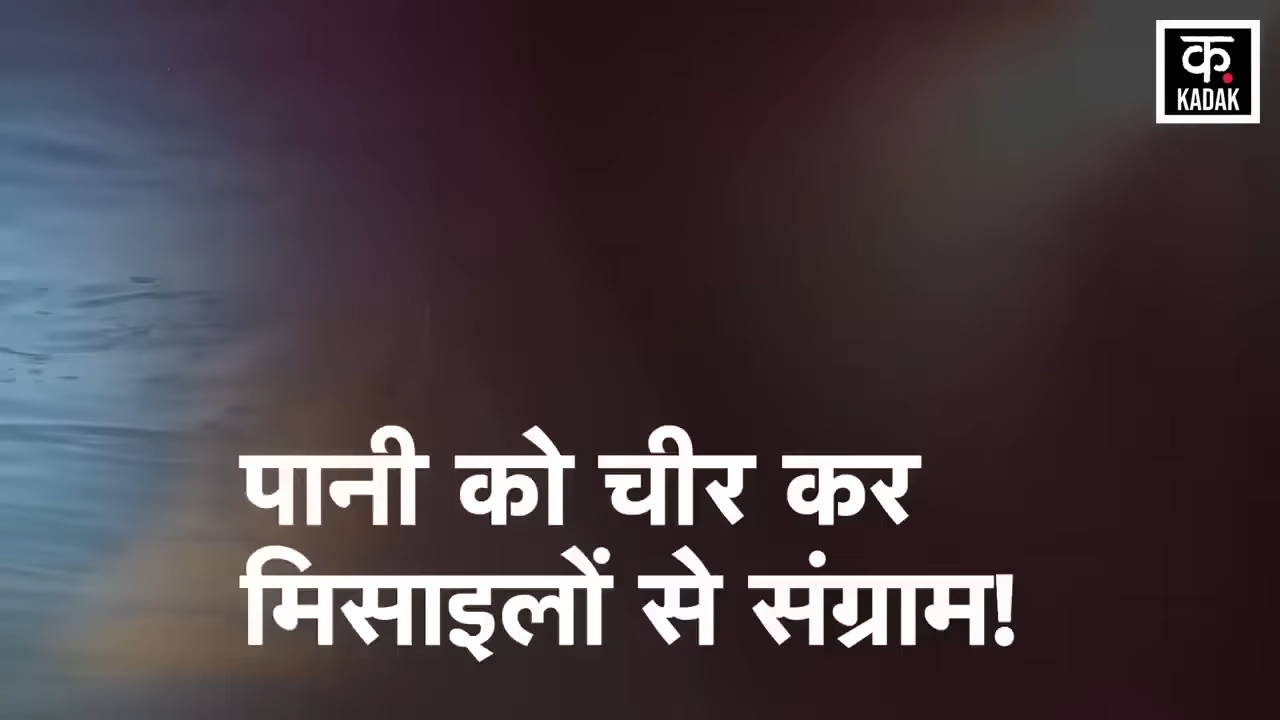 क.
KADAK
पानी को चीर कर
मिसाइलों से संग्राम!